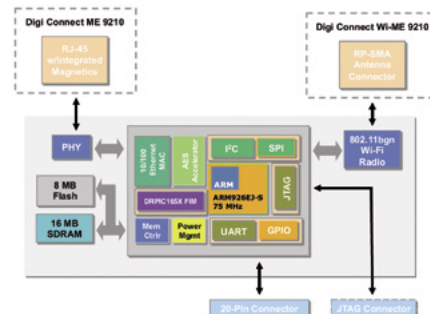 Digi Connect ME 9210
RJ-45
w/Integrated
Magnetics
Digi Connect Wi-ME 9210
RP-SMA
Antenna
Connector
PHY
10/100
Ethernet
MAC
AES
Accelerator
I²C
SPI
802.11bgn
Wi-Fi
Radio
8 MB
Flash
ARM
ARM926EJ-S
75 MHz
JTAG
DRPIC165X FIM
16 MB
SDRAM
Mem
Ctrlr
Power
Mgmt
UART
GPIO
20-Pin Connector
JTAG Connector